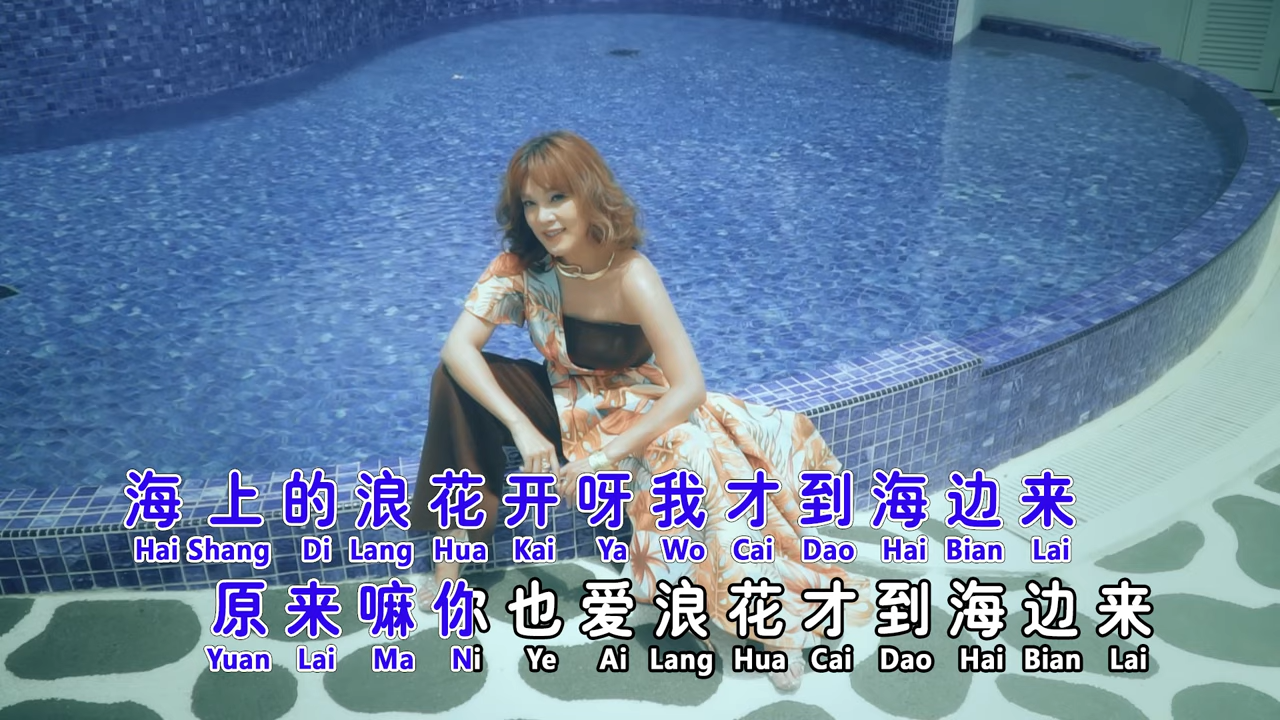 海上的浪花开呀我才到海边来
Hai Shang Di Lang Hua Kai Ya Wo Cai Dao Hai Bian Lai
原来嘛你也爱浪花才到海边来
Yuan Lai Ma Ni Ye Ai Lang Hua Cai Dao Hai Bian Lai